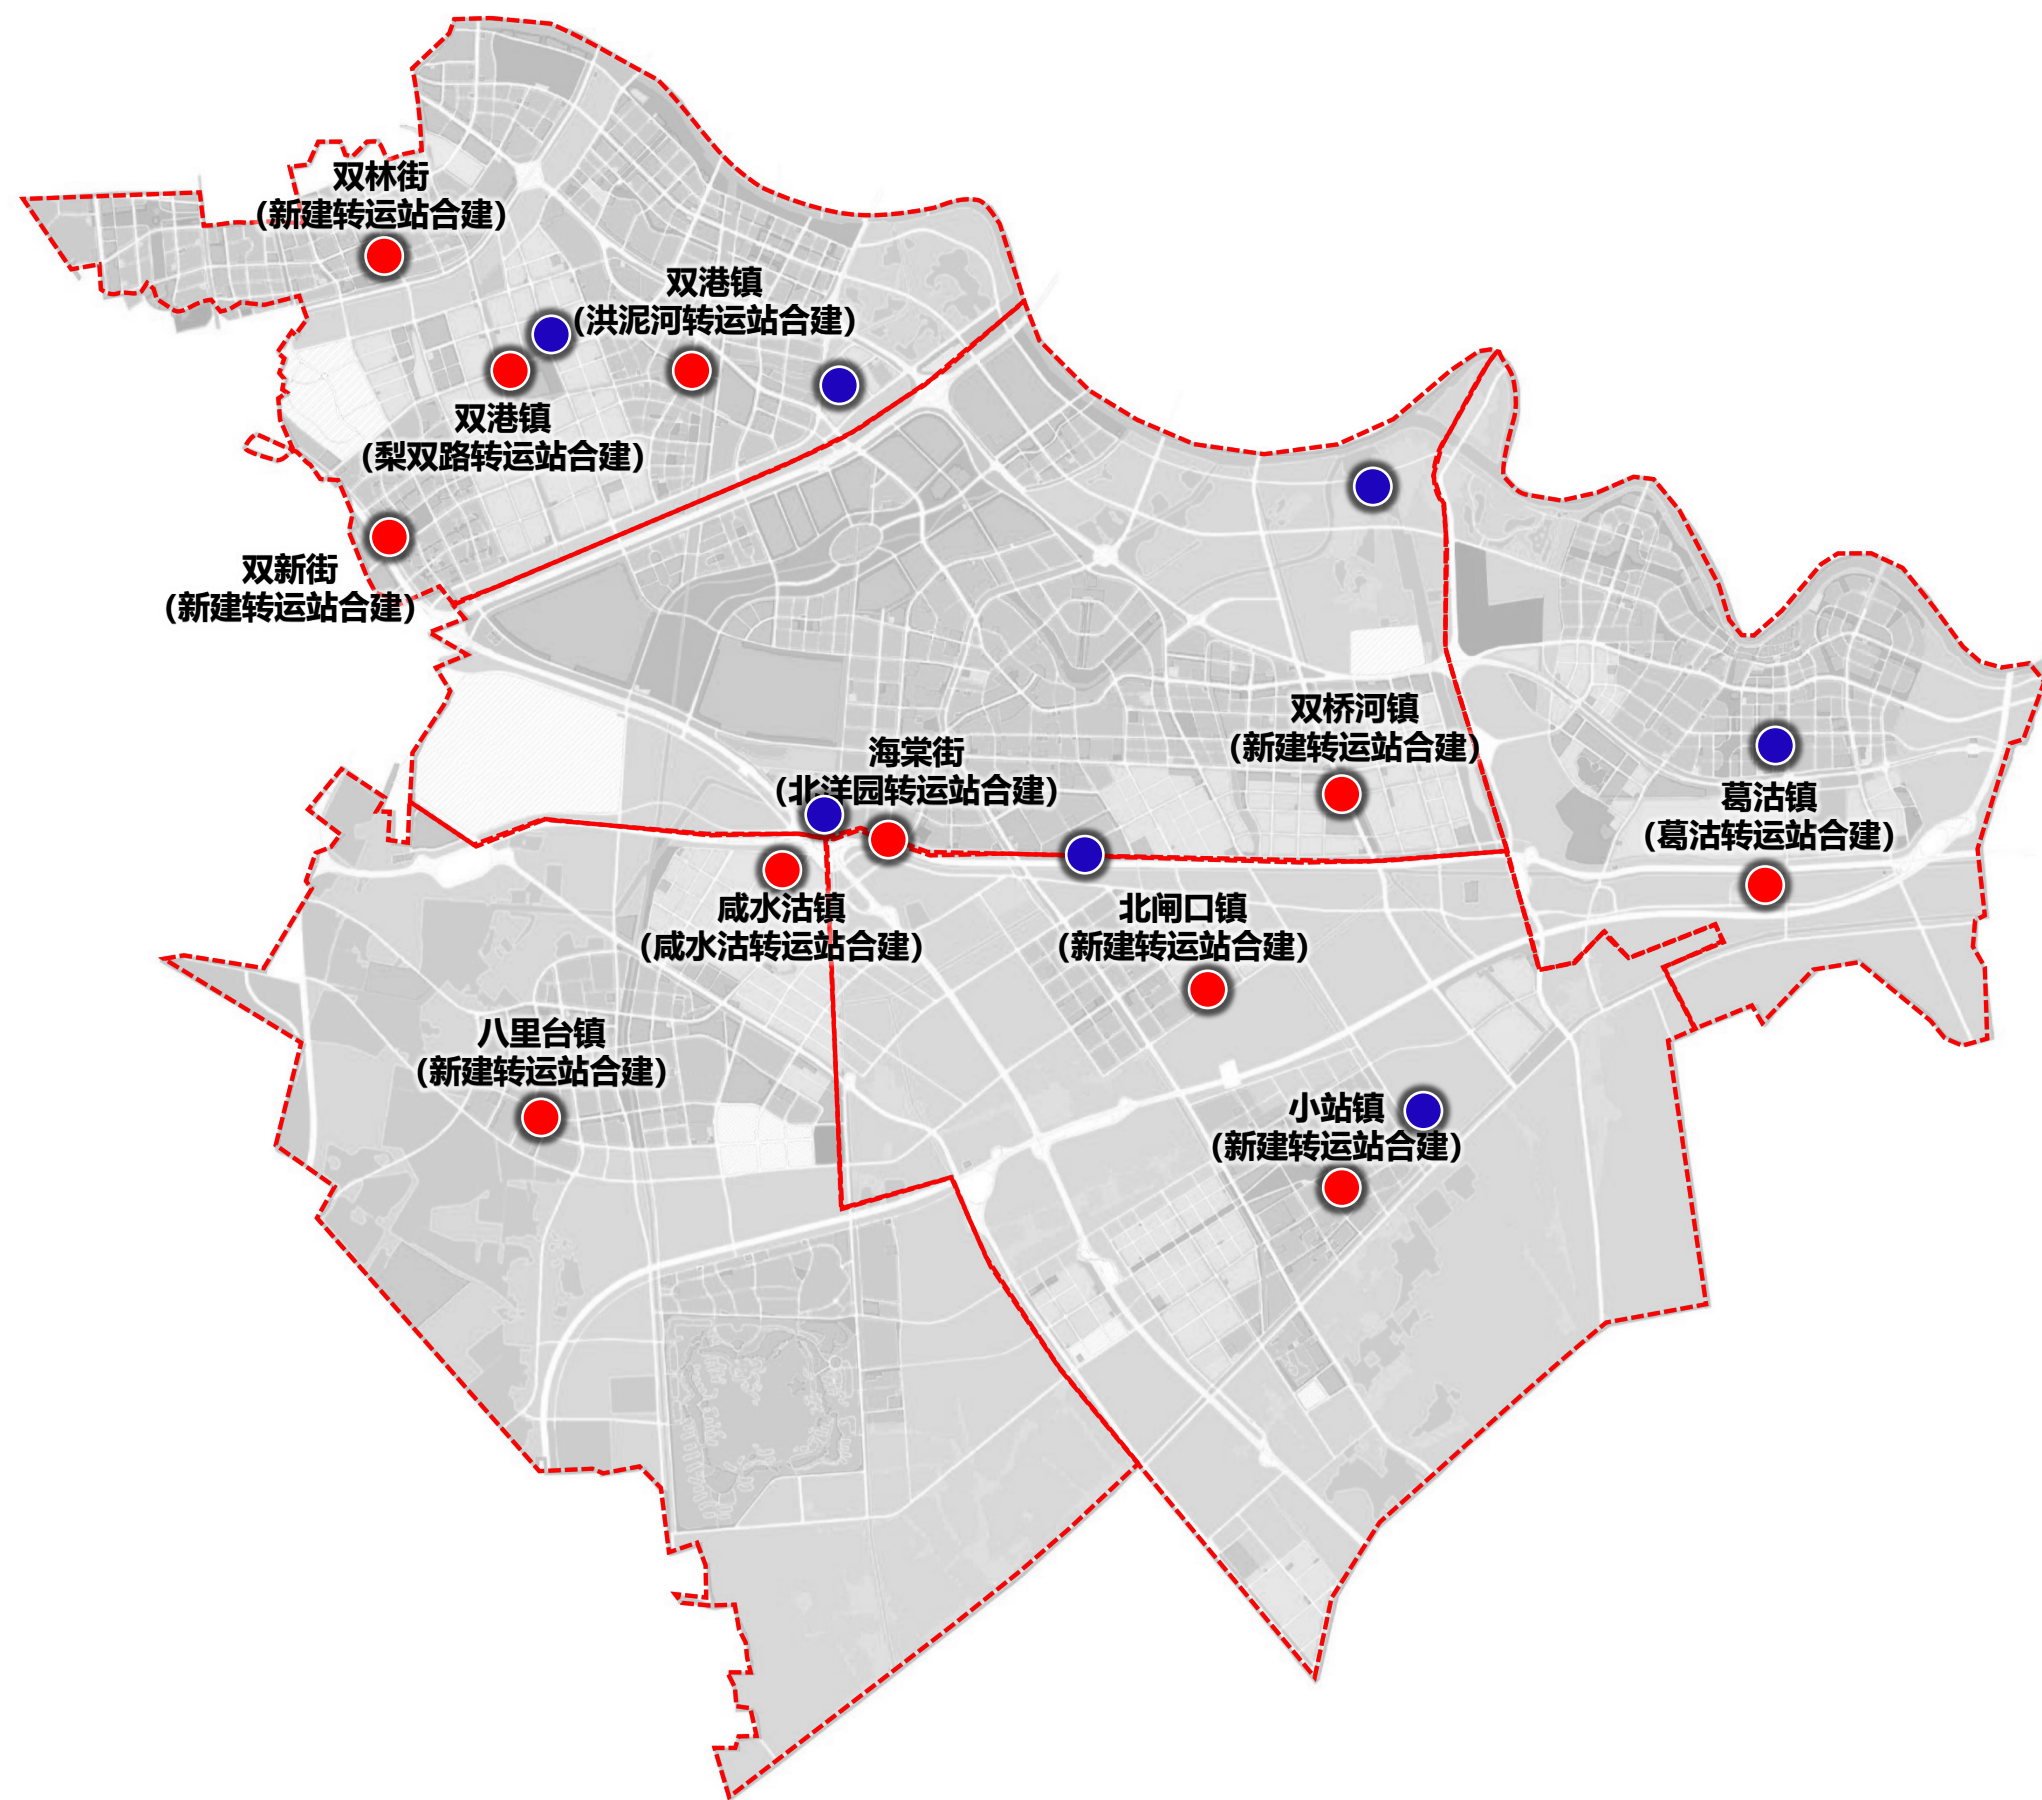 双林街
(新建转运站合建)
双港镇
(洪泥河转运站合建)
双港镇
(梨双路转运站合建)
双新街
(新建转运站合建)
双桥河镇
(新建转运站合建)
海棠街
(北洋园转运站合建)
葛沽镇
(葛沽转运站合建)
咸水沽镇
(咸水沽转运站合建)
北闸口镇
(新建转运站合建)
八里台镇
(新建转运站合建)
小站镇
(新建转运站合建)